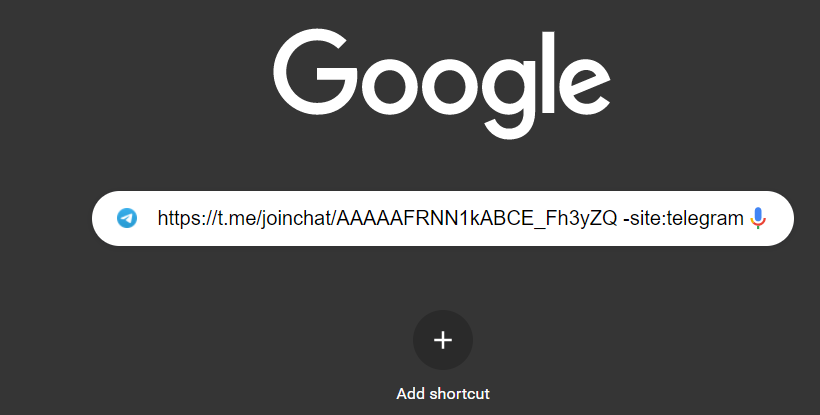 Google
https://t.me/joinchat/AAAAAFRNN1kABCE_Fh3yZQ -site:telegram
Add shortcut